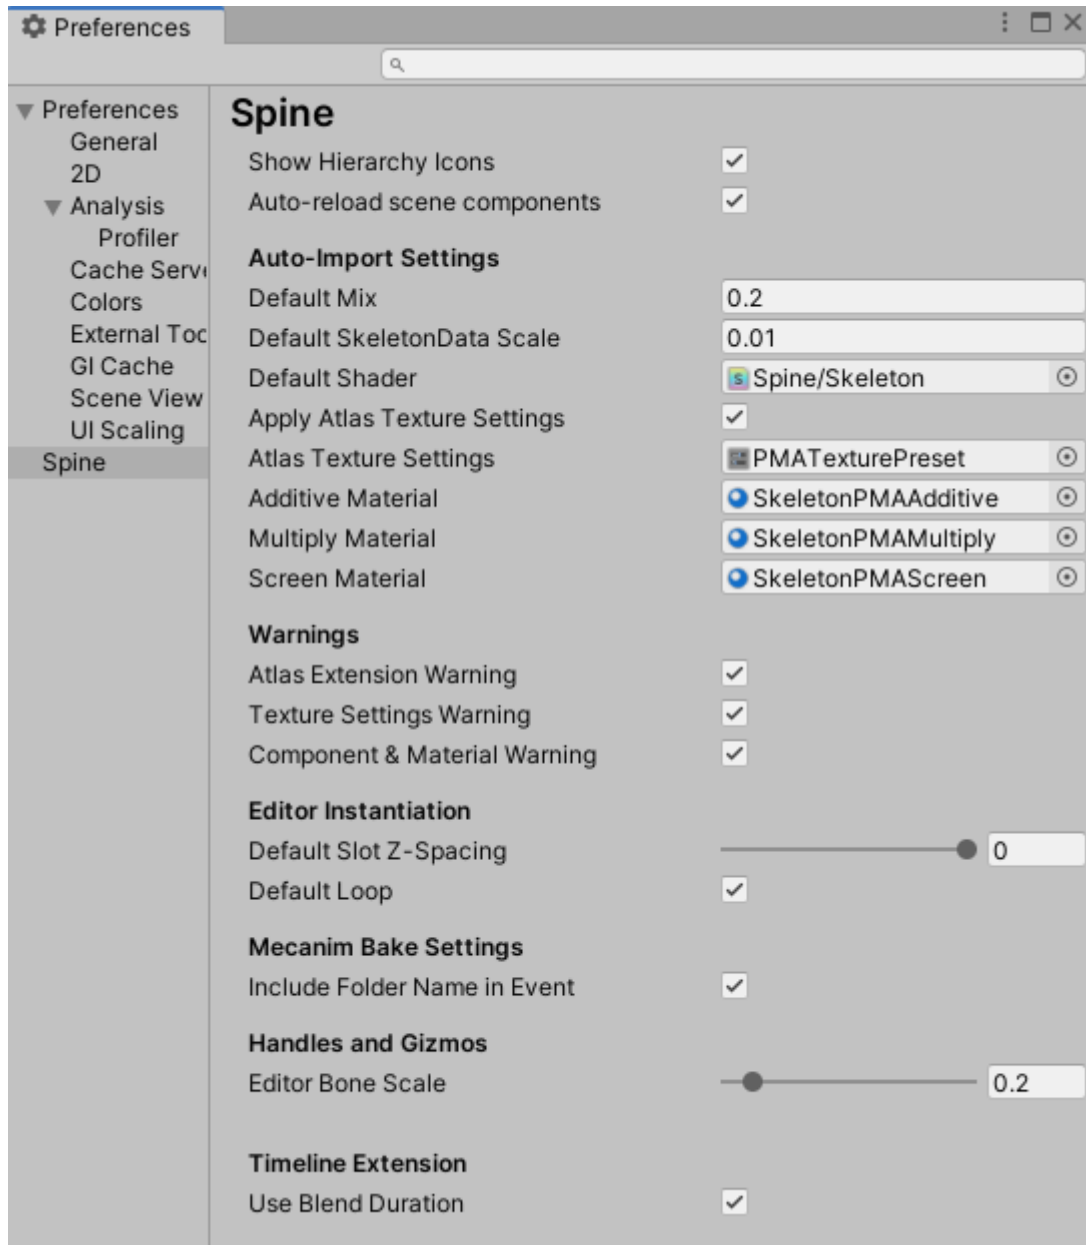 Preferences
Preferences
General
2D
Analysis
Profiler
Cache Serve
Colors
External Too
GI Cache
Scene View
UI Scaling
Spine
Spine
Show Hierarchy Icons
Auto-reload scene components
Auto-Import Settings
Default Mix 0.2
Default SkeletonData Scale 0.01
Default Shader Spine/Skeleton
Apply Atlas Texture Settings
Atlas Texture Settings PMATexturePreset
Additive Material SkeletonPMAAdditive
Multiply Material SkeletonPMAMultiply
Screen Material SkeletonPMAScreen
Warnings
Atlas Extension Warning
Texture Settings Warning
Component & Material Warning
Editor Instantiation
Default Slot Z-Spacing 0
Default Loop
Mecanim Bake Settings
Include Folder Name in Event
Handles and Gizmos
Editor Bone Scale 0.2
Timeline Extension
Use Blend Duration